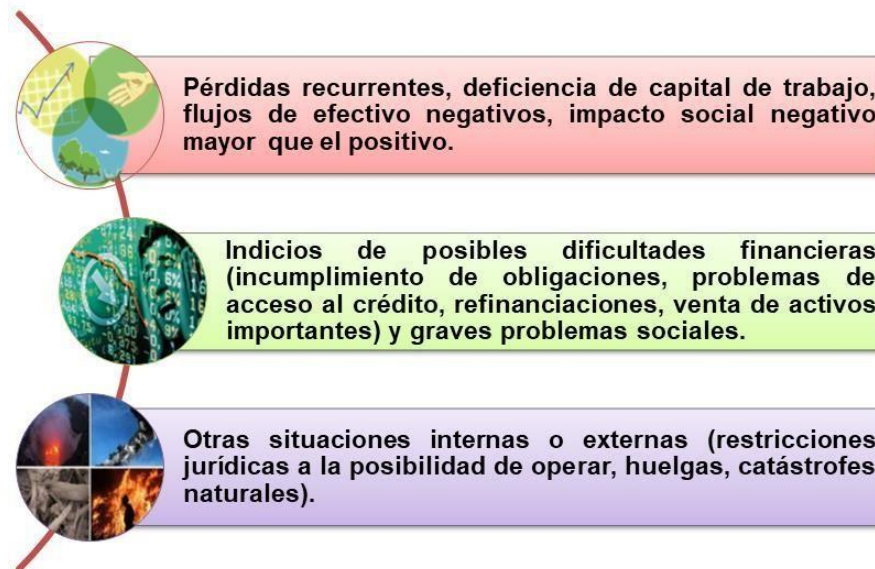 Pérdidas recurrentes, deficiencia de capital de trabajo,
flujos de efectivo negativos, impacto social negativo
mayor que el positivo.
Indicios de posibles dificultades financieras
(incumplimiento de obligaciones, problemas de
acceso al crédito, refinanciaciones, venta de activos
importantes) y graves problemas sociales.
Otras situaciones internas o externas (restricciones
jurídicas a la posibilidad de operar, huelgas, catástrofes
naturales).